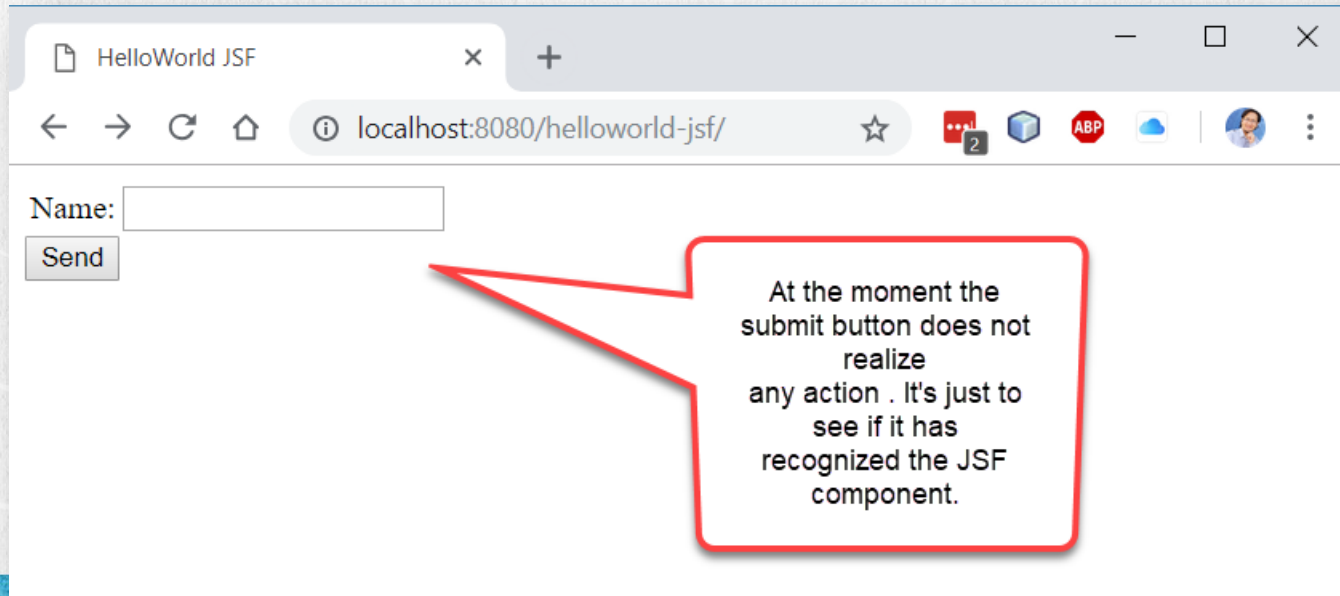 HelloWorld JSF
localhost:8080/helloworld-jsf/
2
ABP
Name:
Send
At the moment the
submit button does not
realize
any action . It's just to
see if it has
recognized the JSF
component.